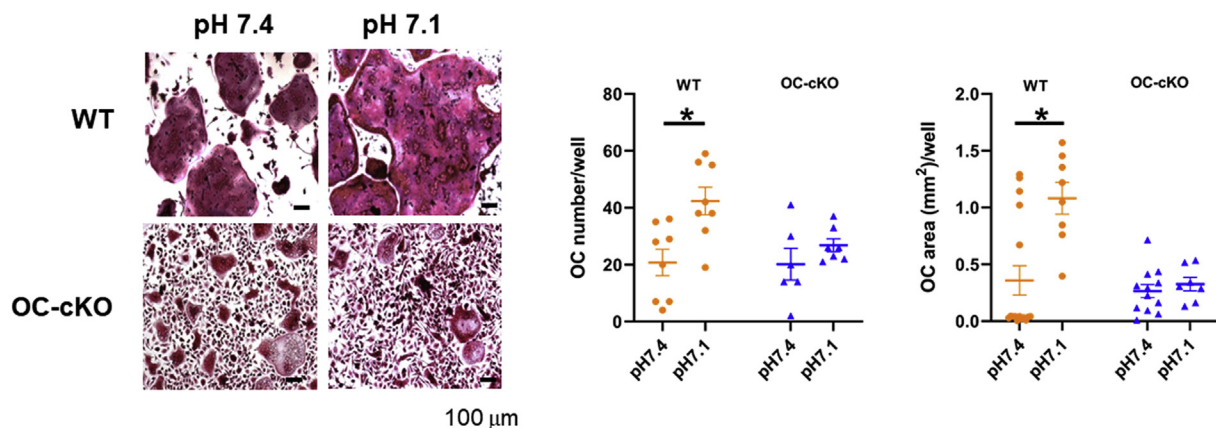 pH 7.4 pH 7.1
WT
OC-cKO
100 μm
WT OC-cKO
*
OC number/well
80
60
40
20
0
pH7.4 pH7.1 pH7.4 pH7.1
WT OC-cKO
*
OC area (mm²)/well
2.0
1.5
1.0
0.5
0.0
pH7.4 pH7.1 pH7.4 pH7.1